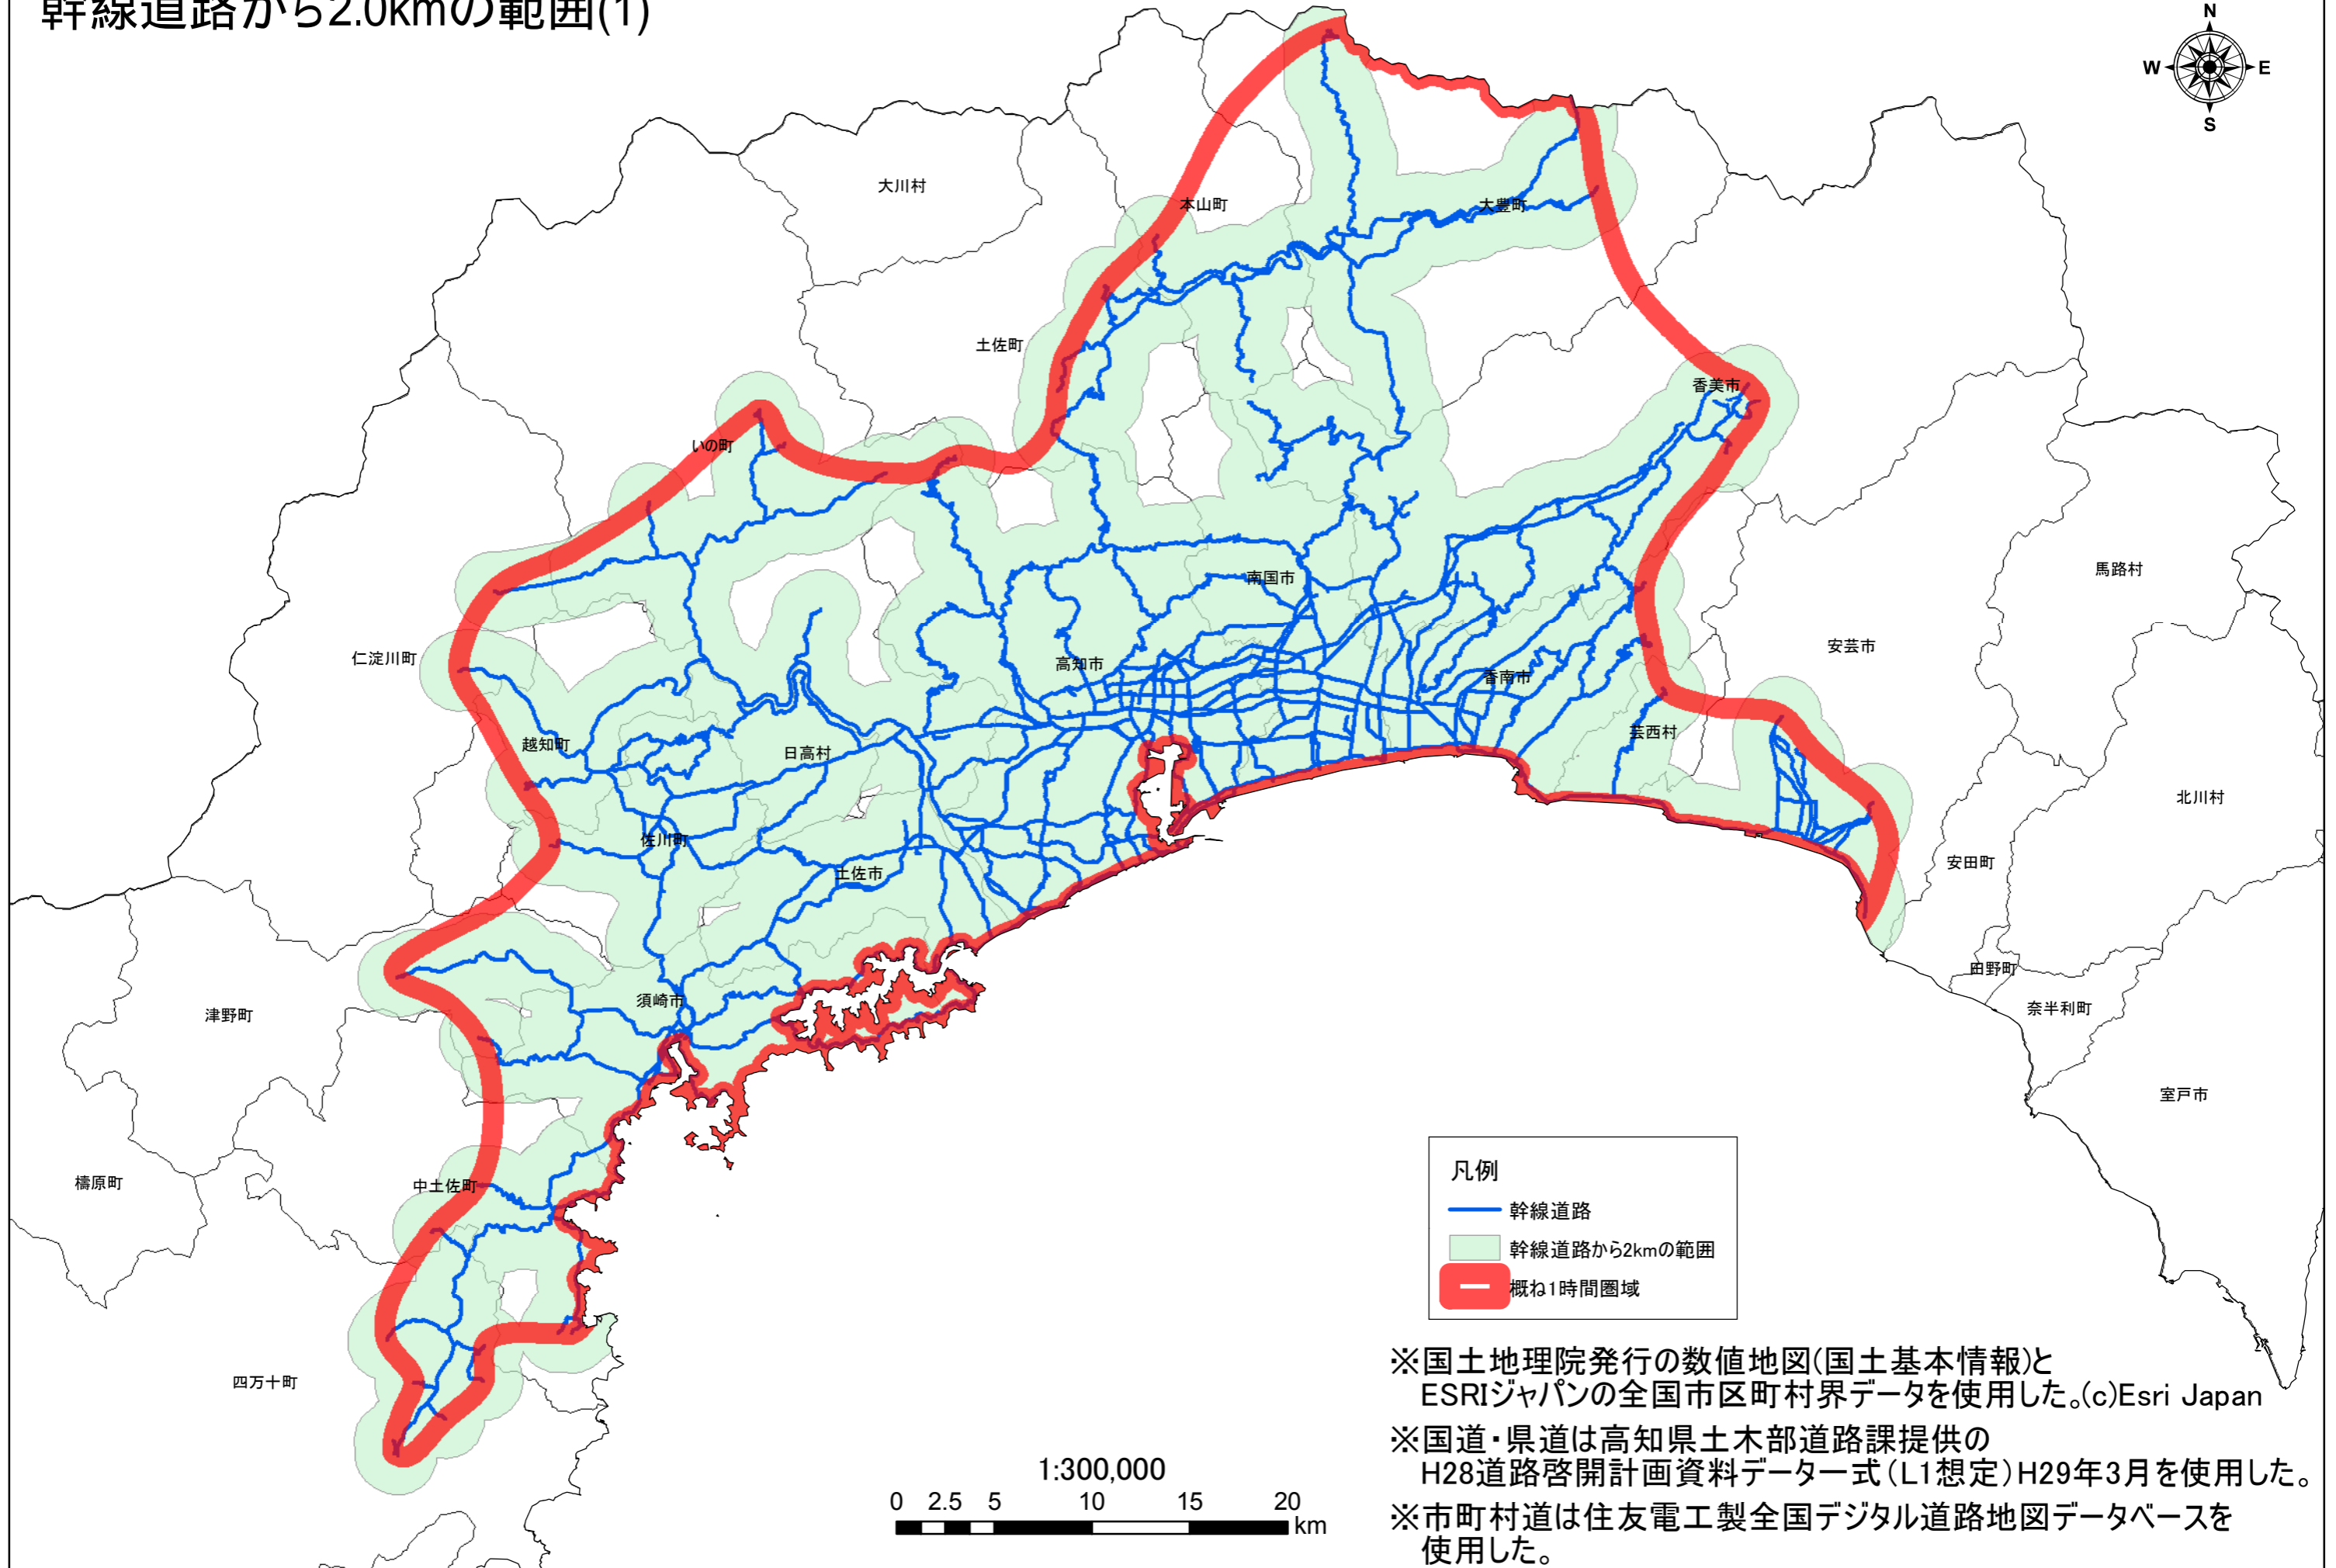 幹線道路から2.0kmの範囲(1)
N
W
E
S
大川村
本山町
大豊町
土佐町
香美市
いの町
南国市
馬路村
安芸市
仁淀川町
高知市
香南市
芸西村
越知町
日高村
北川村
佐川町
安田町
土佐市
田野町
須崎市
奈半利町
津野町
室戸市
檮原町
中土佐町
四万十町
凡例
幹線道路
幹線道路から2kmの範囲
概ね1時間圏域
※国土地理院発行の数値地図(国土基本情報)と
ESRIジャパンの全国市区町村界データを使用した。(c)Esri Japan
※国道・県道は高知県土木部道路課提供の
H28道路啓開計画資料データ一式(L1想定)H29年3月を使用した。
※市町村道は住友電工製全国デジタル道路地図データベースを
使用した。
1:300,000
0 2.5 5 10 15 20
km